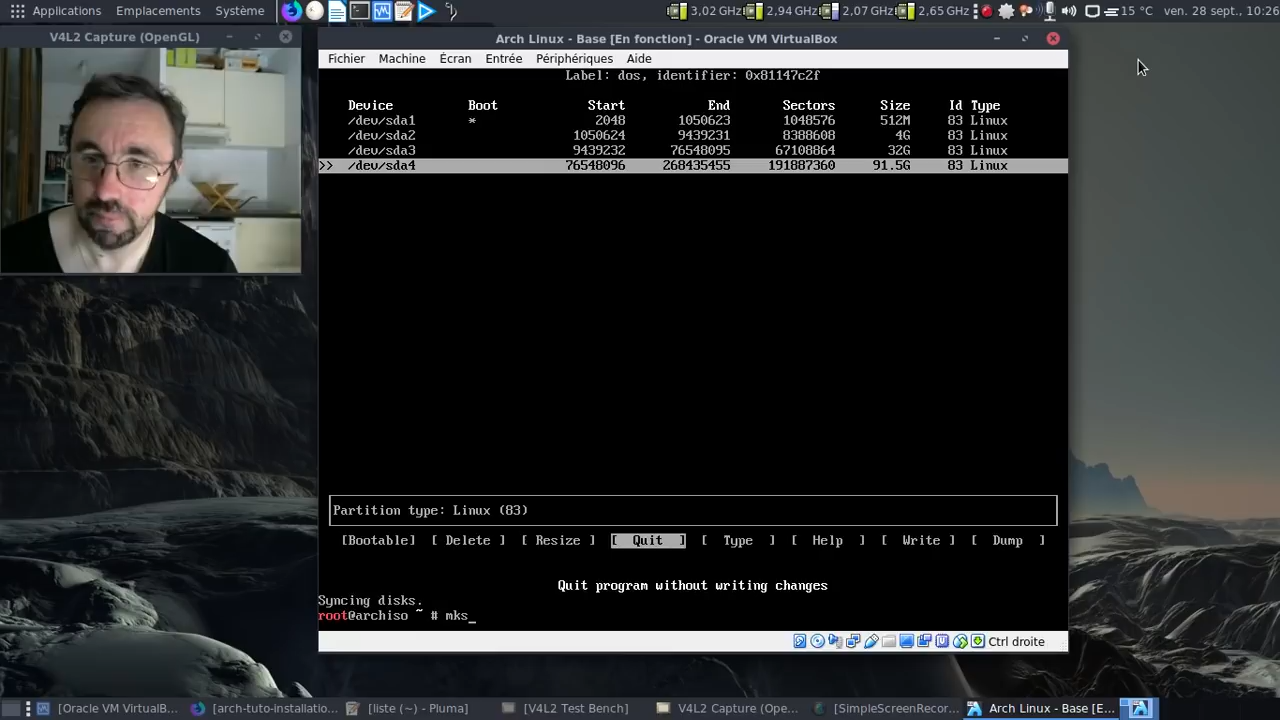 Applications Emplacements Système
3,02 GHz 2,94 GHz 2,07 GHz 2,65 GHz 15 °C ven. 28 sept., 10:26
V4L2 Capture (OpenGL)
Arch Linux - Base [En fonction] - Oracle VM VirtualBox
Fichier Machine Écran Entrée Périphériques Aide
Label: dos, identifier: 0x81147c2f
Device Boot Start End Sectors Size Id Type
/dev/sda1 * 2048 1050623 1048576 512M 83 Linux
/dev/sda2 1050624 9439231 8388608 4G 83 Linux
/dev/sda3 9439232 76548095 67108864 32G 83 Linux
>> /dev/sda4 76548096 268435455 191887360 91.5G 83 Linux
Partition type: Linux (83)
[Bootable] [ Delete ] [ Resize ] [ Quit ] [ Type ] [ Help ] [ Write ] [ Dump ]
Quit program without writing changes
Syncing disks.
root@archiso ~ # mks_
Ctrl droite
[Oracle VM VirtualB... [arch-tuto-installatio... [liste (~) - Pluma] [V4L2 Test Bench] V4L2 Capture (Ope... [SimpleScreenRecor... Arch Linux - Base [E...